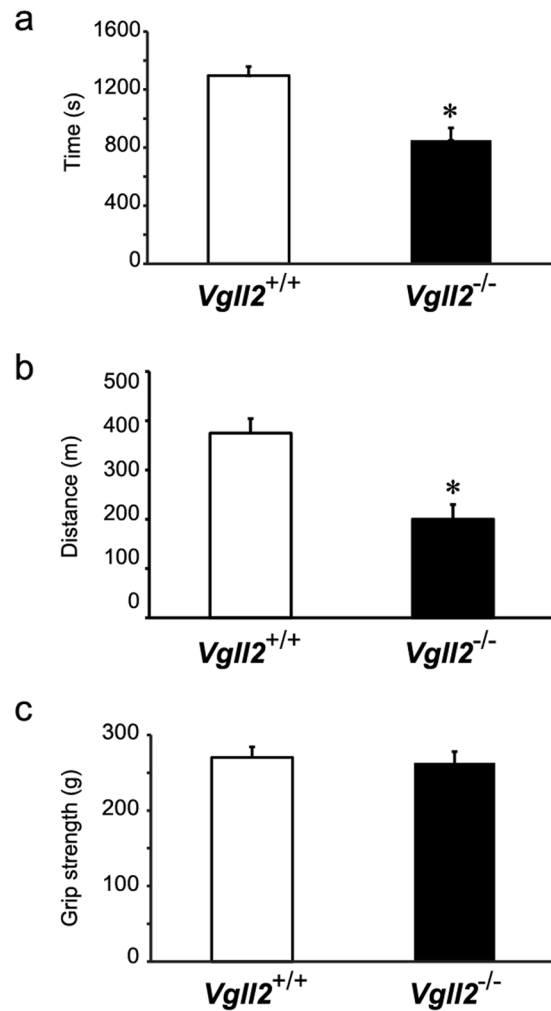 a
1600
1200
800
400
0
Time (s)
*
Vgll2+/+
Vgll2-/-
b
500
400
300
200
100
0
Distance (m)
*
Vgll2+/+
Vgll2-/-
c
300
200
100
0
Grip strength (g)
Vgll2+/+
Vgll2-/-